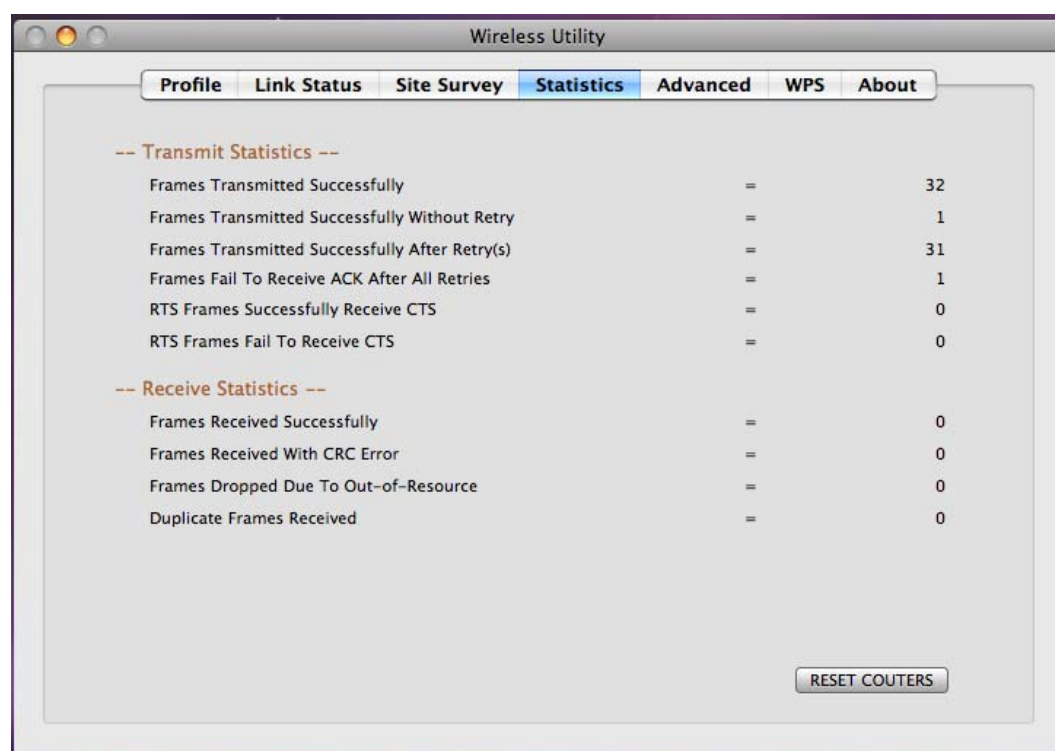 Wireless Utility
Profile Link Status Site Survey Statistics Advanced WPS About
-- Transmit Statistics --
Frames Transmitted Successfully = 32
Frames Transmitted Successfully Without Retry = 1
Frames Transmitted Successfully After Retry(s) = 31
Frames Fail To Receive ACK After All Retries = 1
RTS Frames Successfully Receive CTS = 0
RTS Frames Fail To Receive CTS = 0
-- Receive Statistics --
Frames Received Successfully = 0
Frames Received With CRC Error = 0
Frames Dropped Due To Out-of-Resource = 0
Duplicate Frames Received = 0
RESET COUTERS